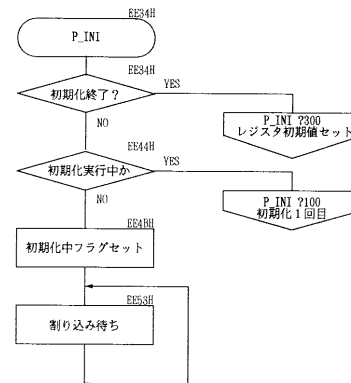 EE34H
P_INI
EE34H
初期化終了？
YES
NO
P_INI ?300
レジスタ初期値セット
EE44H
初期化実行中か
YES
NO
P_INI ?100
初期化1回目
EE4BH
初期化中フラグセット
EE53H
割り込み待ち